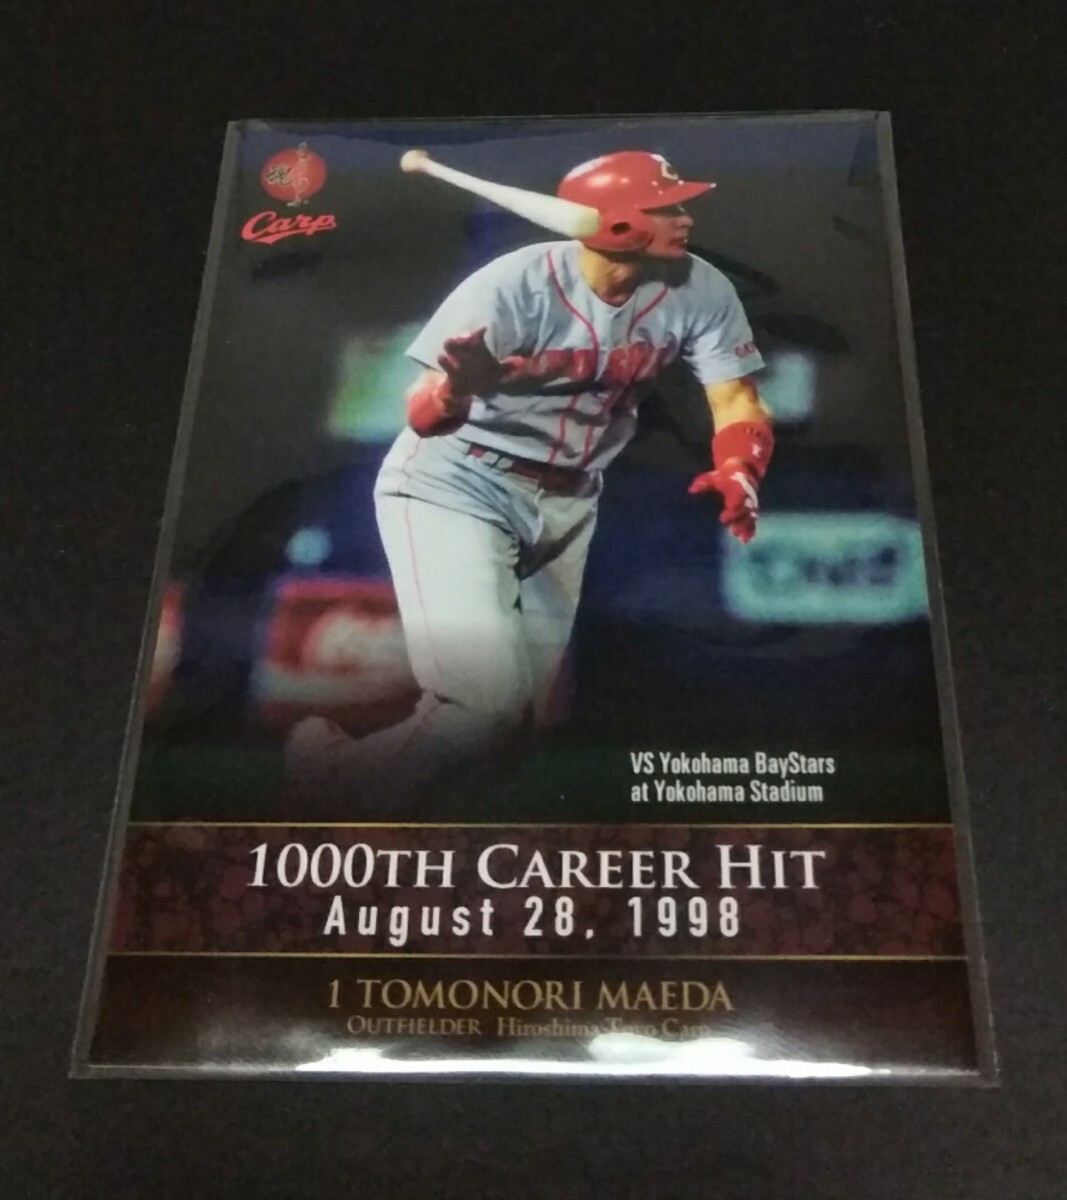 魂
Carp
VS Yokohama BayStars
at Yokohama Stadium
1000TH CAREER HIT
August 28, 1998
1 TOMONORI MAEDA
OUTFIELDER Hiroshima Toyo Carp